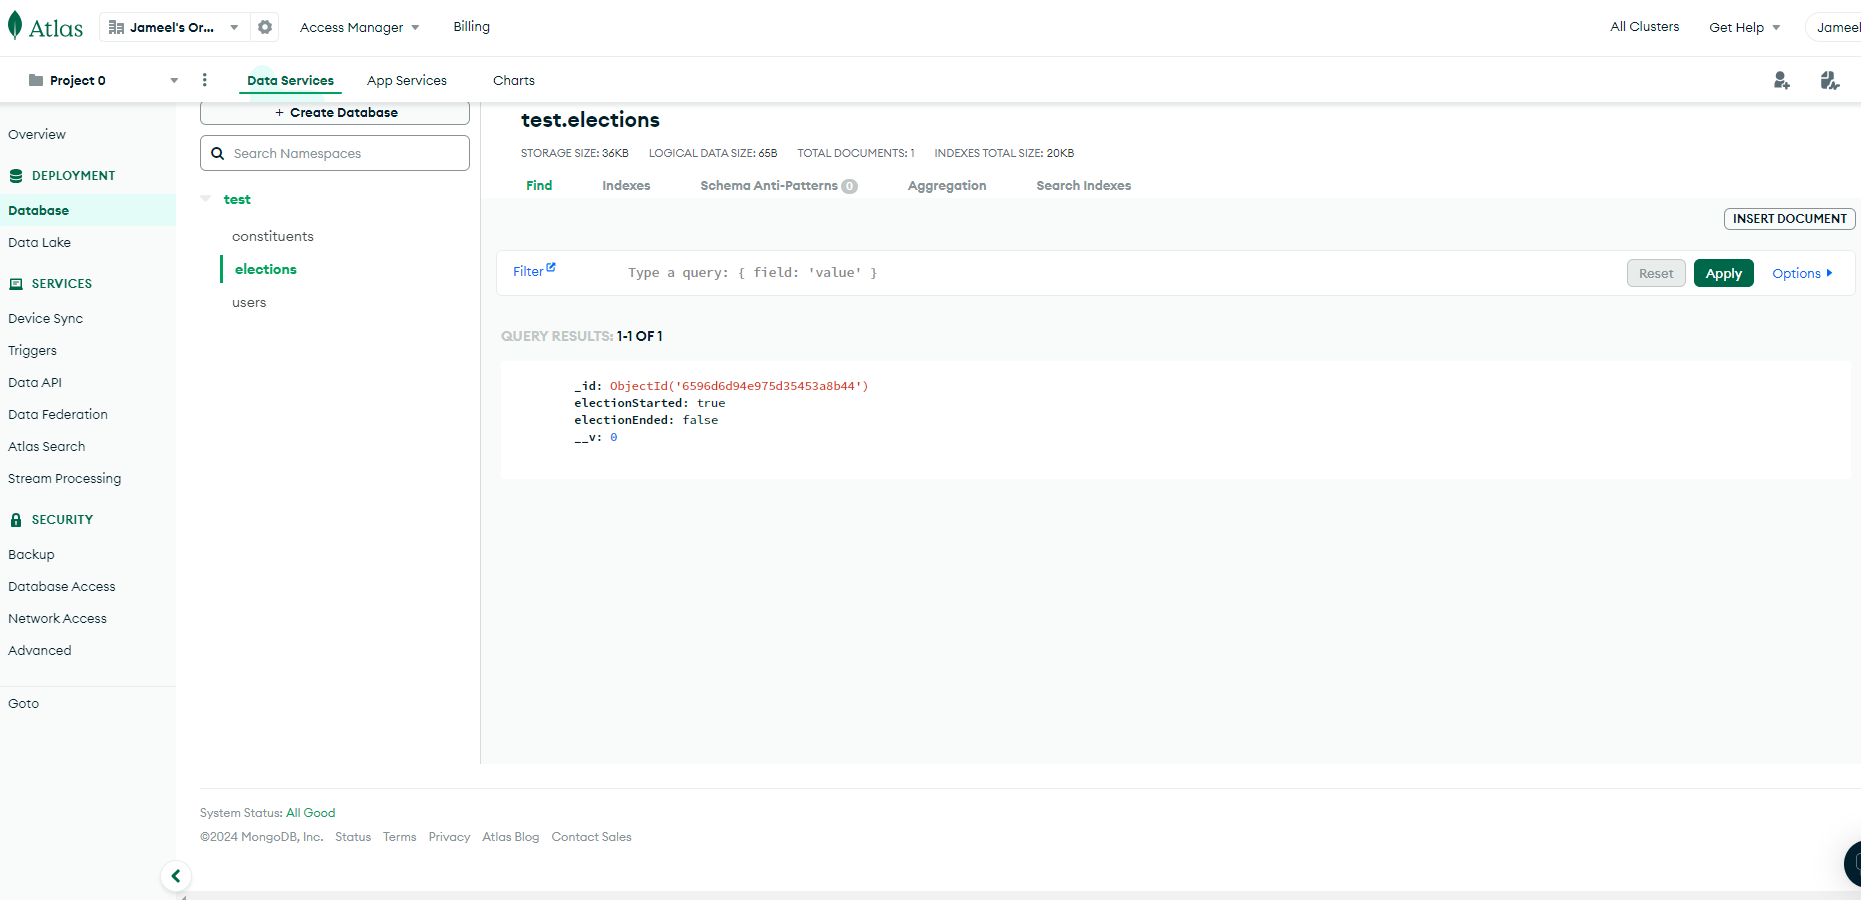 Atlas
Jameel's Or...
Access Manager
Billing
All Clusters
Get Help
Jameel
Project 0
Data Services
App Services
Charts
Overview
DEPLOYMENT
Database
Data Lake
SERVICES
Device Sync
Triggers
Data API
Data Federation
Atlas Search
Stream Processing
SECURITY
Backup
Database Access
Network Access
Advanced
Goto
+ Create Database
Search Namespaces
test
constituents
elections
users
test.elections
STORAGE SIZE: 36KB LOGICAL DATA SIZE: 65B TOTAL DOCUMENTS: 1 INDEXES TOTAL SIZE: 20KB
Find Indexes Schema Anti-Patterns 0 Aggregation Search Indexes
INSERT DOCUMENT
Filter Type a query: { field: 'value' } Reset Apply Options
QUERY RESULTS: 1-1 OF 1
_id: ObjectId('6596d6d94e975d35453a8b44')
electionStarted: true
electionEnded: false
__v: 0
System Status: All Good
©2024 MongoDB, Inc. Status Terms Privacy Atlas Blog Contact Sales